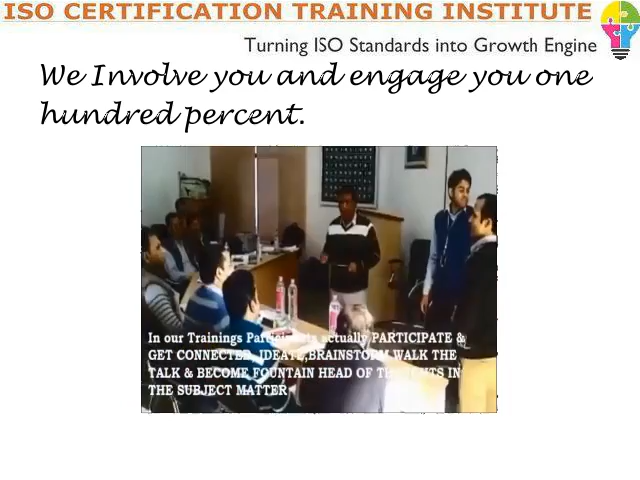 ISO CERTIFICATION TRAINING INSTITUTE
Turning ISO Standards into Growth Engine
We Involve you and engage you one
hundred percent.
In our Trainings actually PARTICIPATE &
GET CONNECTED, IDEATE,BRAINSTORM WALK THE
TALK & BECOME FOUNTAIN HEAD OF IN
THE SUBJECT MATTER